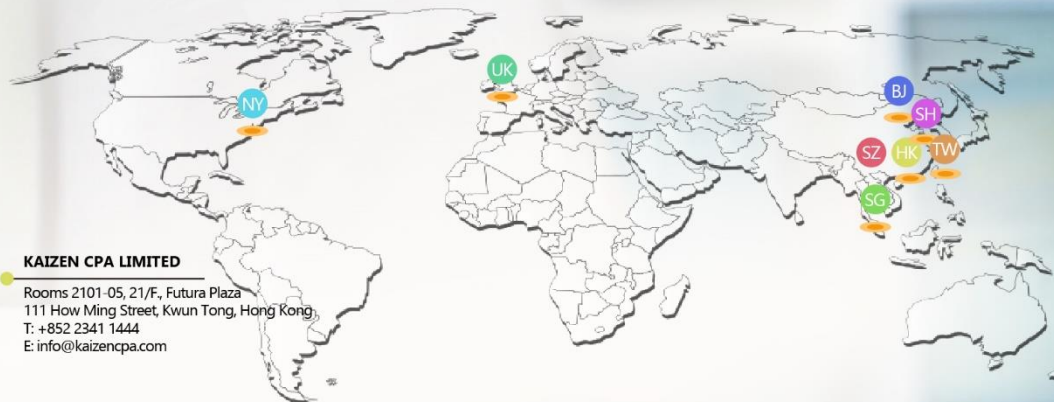 UK
NY
BJ
SH
SZ
HK
TW
SG
KAIZEN CPA LIMITED
Rooms 2101-05, 21/F., Futura Plaza
111 How Ming Street, Kwun Tong, Hong Kong
T: +852 2341 1444
E: info@kaizencpa.com